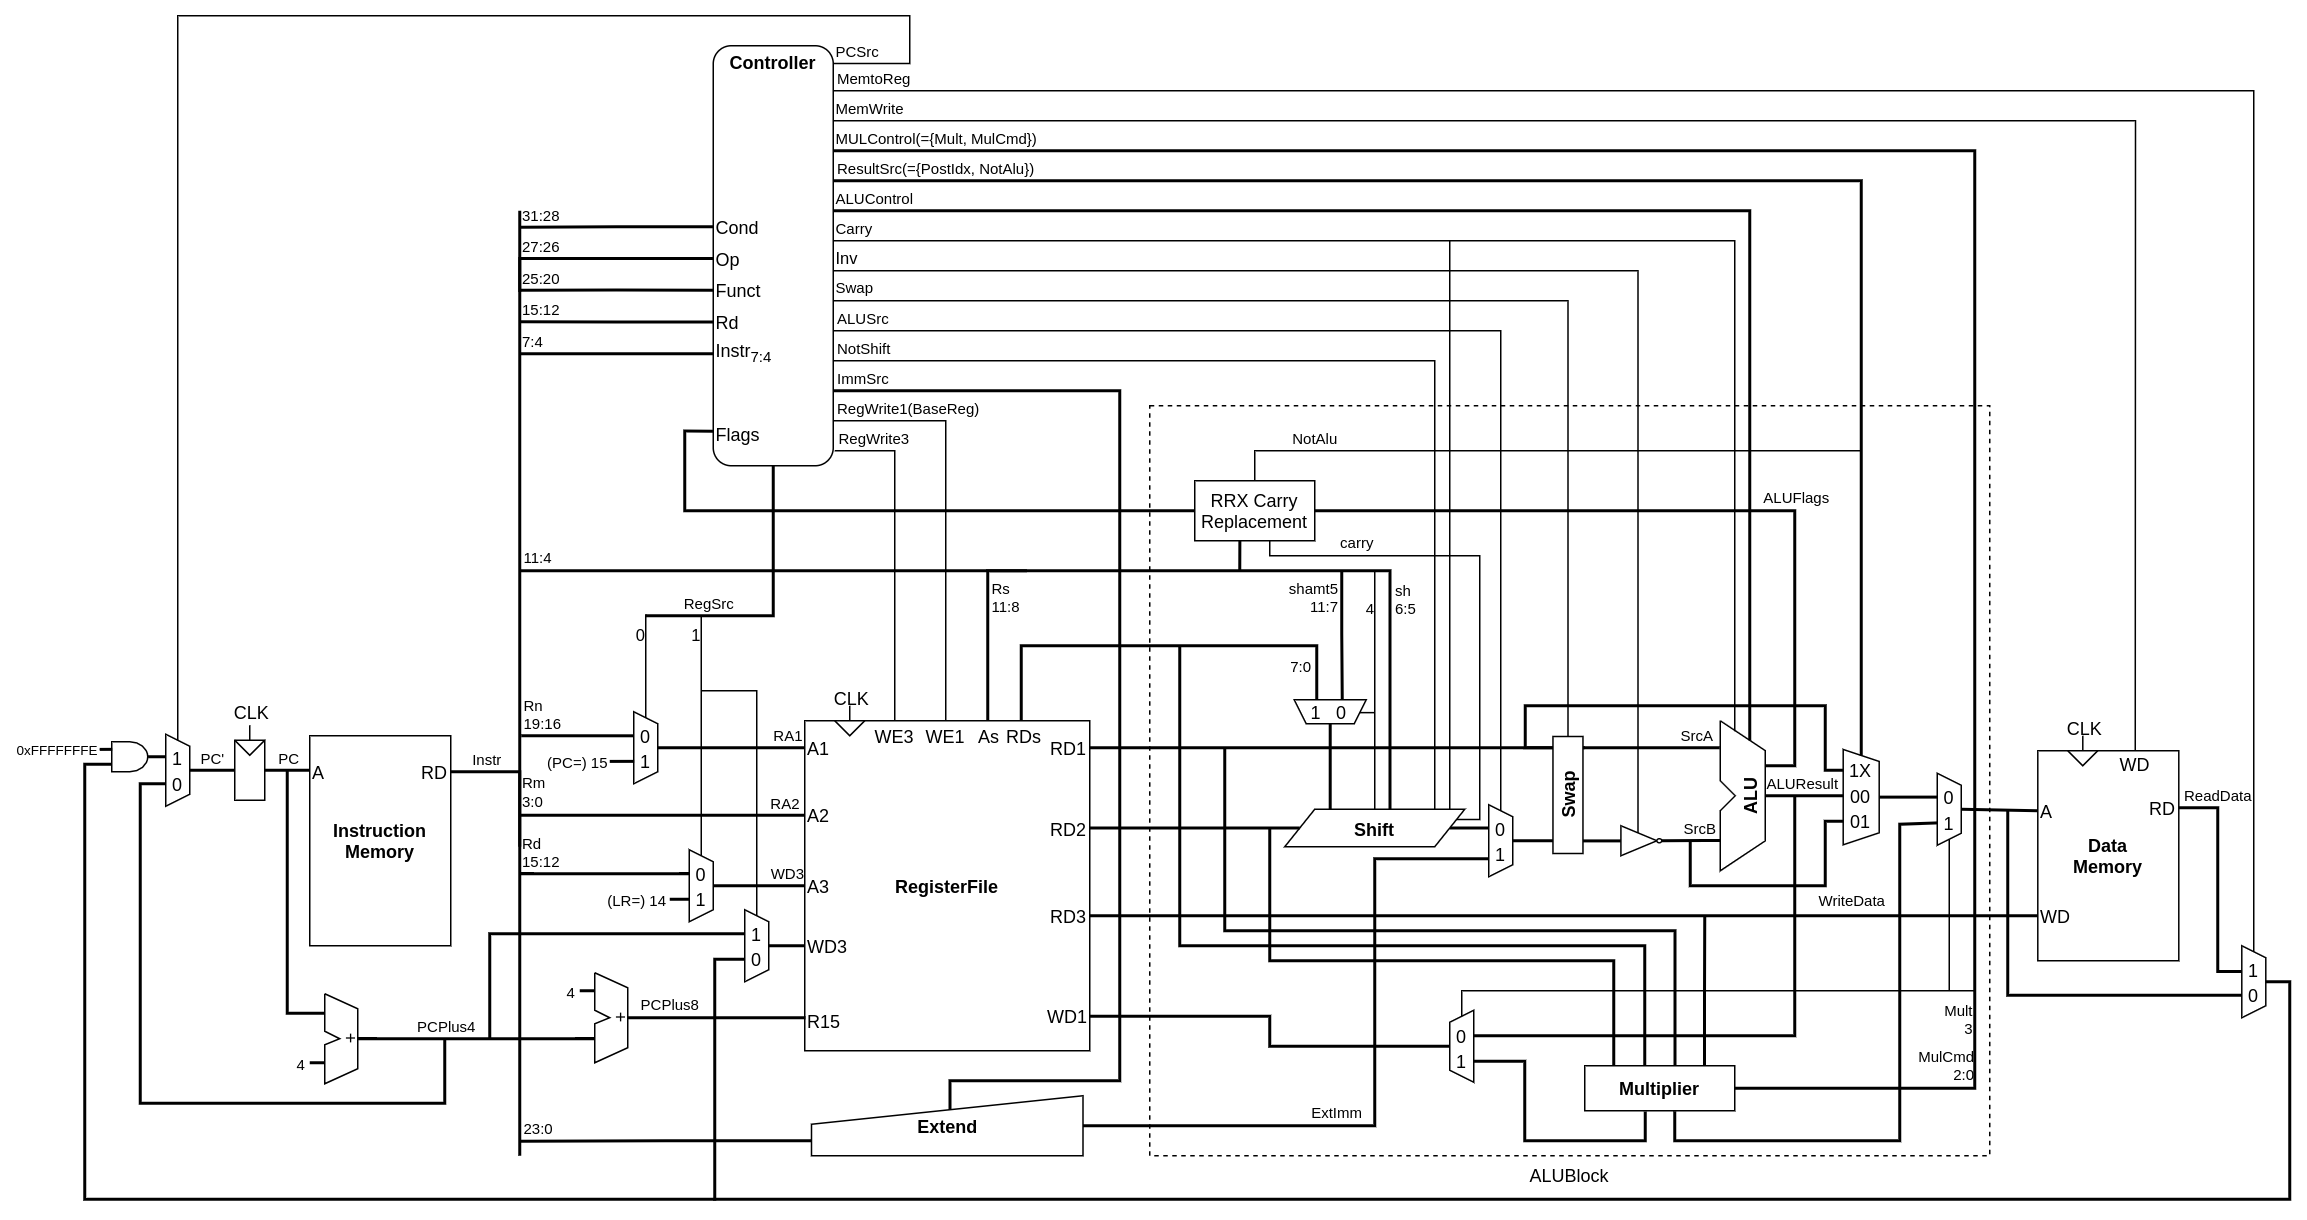 PCSrc
Controller
MemtoReg
MemWrite
MULControl(={Mult, MulCmd})
ResultSrc(={PostIdx, NotAlu})
ALUControl
31:28
Cond
Carry
27:26
Op
Inv
25:20
Funct
Swap
15:12
Rd
ALUSrc
7:4
Instr7:4
NotShift
ImmSrc
RegWrite1(BaseReg)
Flags
RegWrite3
NotAlu
RRX Carry
Replacement
ALUFlags
carry
11:4
Rs
11:8
shamt5
11:7
4
sh
6:5
RegSrc
0
1
7:0
CLK
0xFFFFFFFE
1
0
PC'
PC
A
RD
Instruction
Memory
Instr
Rn
19:16
0
1
(PC=) 15
RA1
Rm
3:0
RA2
Rd
15:12
0
1
(LR=) 14
WD3
1
0
CLK
WE3
WE1
As
RDs
A1
A2
A3
WD3
R15
RegisterFile
RD1
RD2
RD3
WD1
1
0
Shift
0
1
Swap
SrcA
SrcB
ALU
ALUResult
1X
00
01
0
1
CLK
WD
A
RD
Data
Memory
WD
ReadData
WriteData
1
0
4
+
PCPlus8
PCPlus4
+
4
0
1
Mult
3
MulCmd
2:0
Multiplier
23:0
Extend
ExtImm
ALUBlock